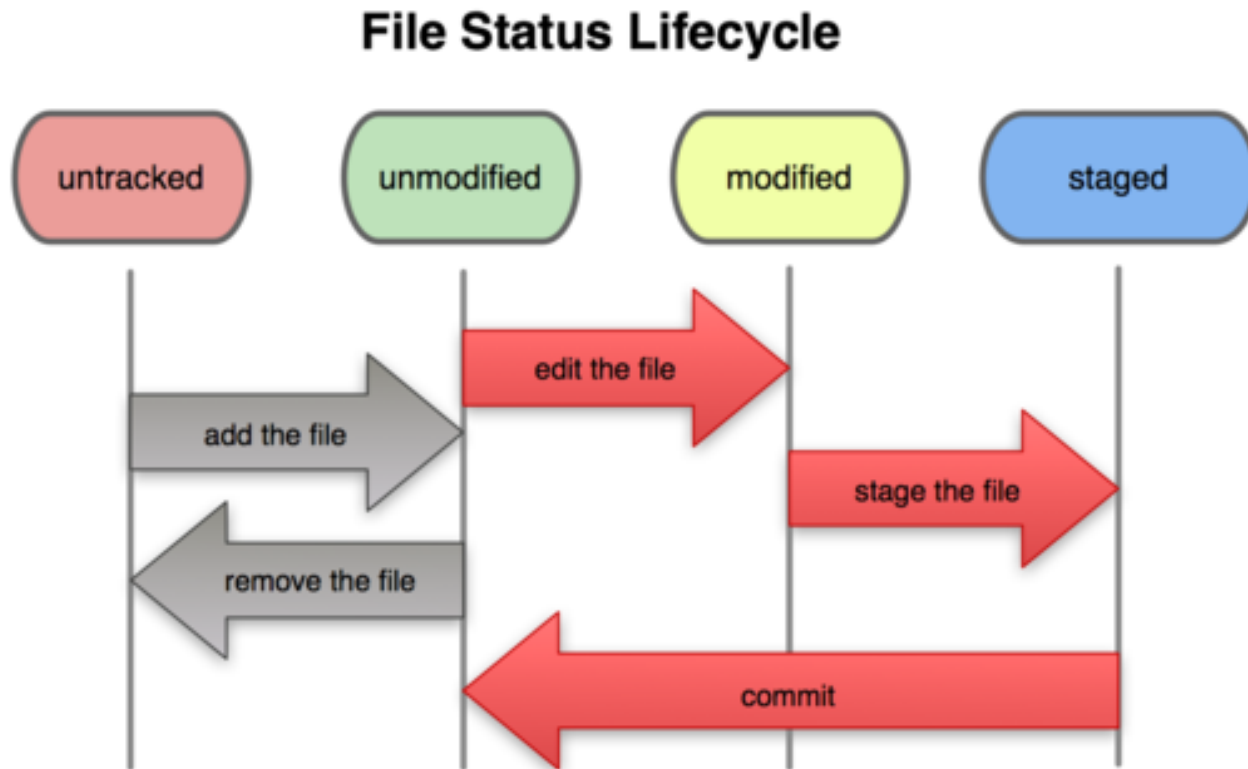 File Status Lifecycle
untracked
unmodified
modified
staged
edit the file
add the file
stage the file
remove the file
commit